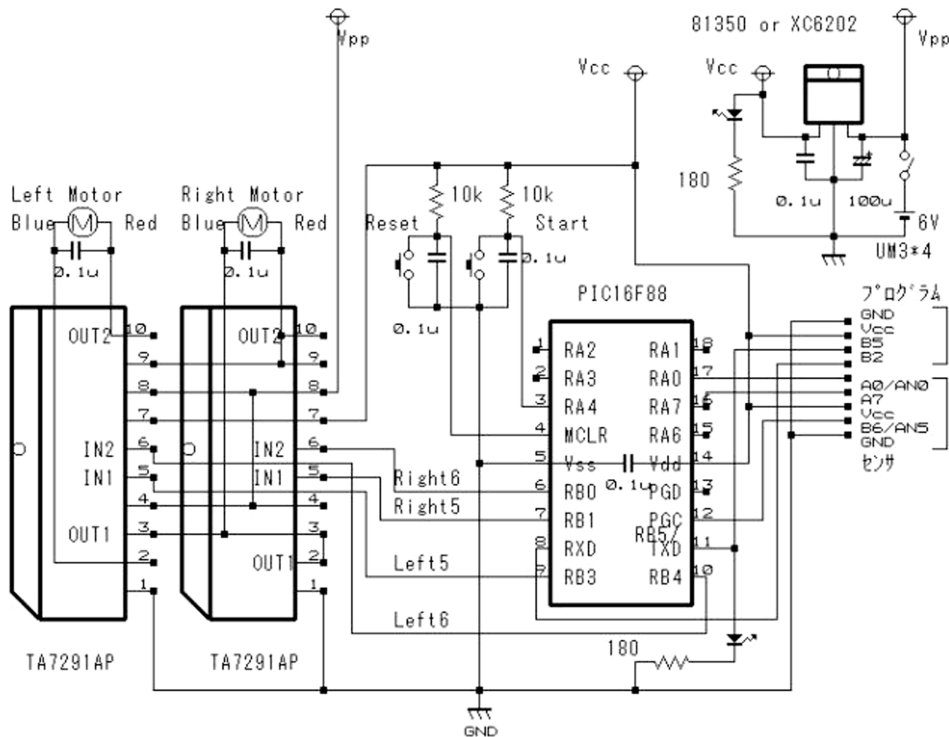 Vpp
81350 or XC6202
Vcc
Vcc
Vpp
180
0.1u
100u
6V
UM3*4
Left Motor
Right Motor
Blue
Red
Blue
Red
M
M
0.1u
0.1u
10k
10k
Reset
Start
0.1u
0.1u
PIC16F88
プログラム
GND
Vcc
B5
B2
A0/AN0
A7
Vcc
B6/AN5
GND
センサ
OUT2
10
9
8
7
IN2
6
IN1
5
4
OUT1
3
2
1
TA7291AP
OUT2
10
9
8
7
IN2
6
IN1
5
4
3
OUT1
2
1
TA7291AP
1
RA2
RA1
18
2
RA3
RA0
17
3
RA4
RA7
16
4
MCLR
RA6
15
5
Vss
Vdd
14
0.1u
6
RB0
PGD
13
7
RB1
PGC
12
RB5/
8
RXD
TXD
11
9
RB3
RB4
10
Right6
Right5
Left5
Left6
180
GND